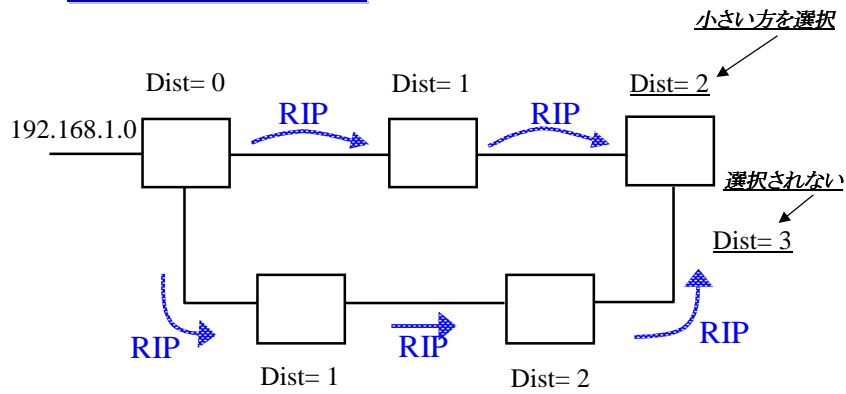 小さい方を選択
Dist= 0
Dist= 1
Dist= 2
RIP
RIP
192.168.1.0
選択されない
Dist= 3
RIP
RIP
RIP
Dist= 1
Dist= 2